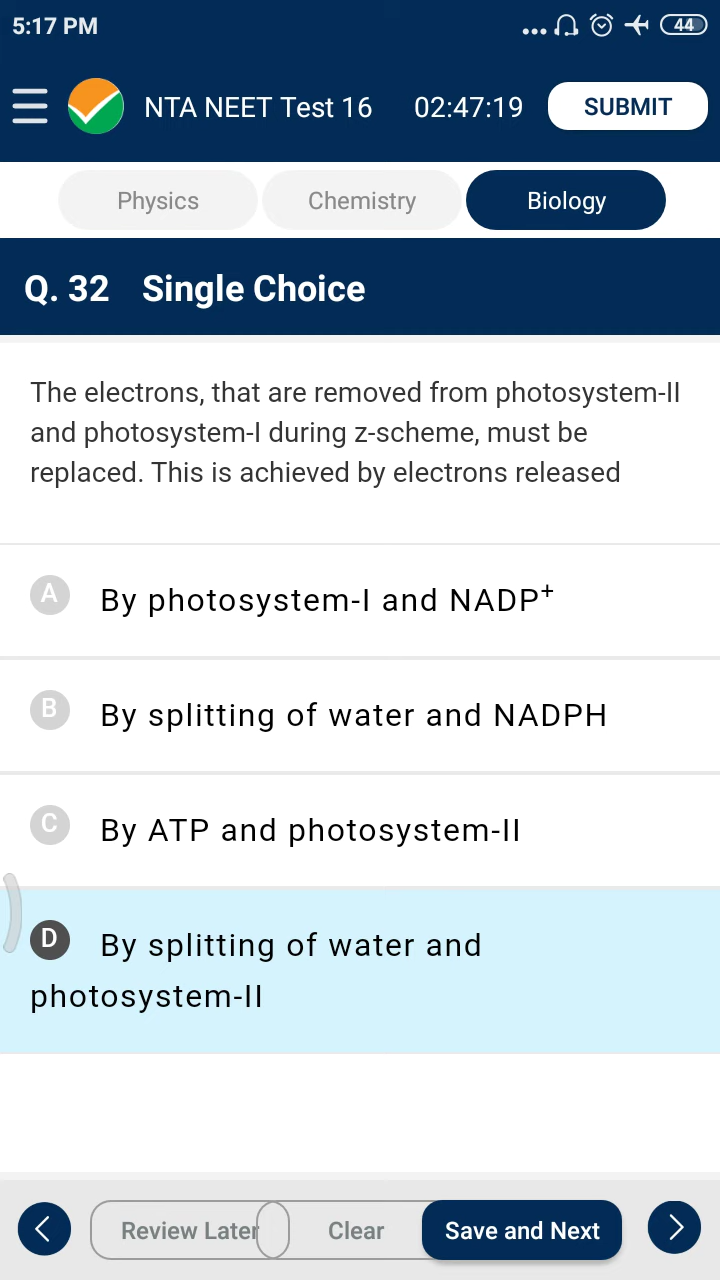 5:17 PM
44
NTA NEET Test 16 02:47:19 SUBMIT
Physics Chemistry Biology
Q. 32 Single Choice
The electrons, that are removed from photosystem-II
and photosystem-I during z-scheme, must be
replaced. This is achieved by electrons released
A By photosystem-I and NADP⁺
B By splitting of water and NADPH
C By ATP and photosystem-II
D By splitting of water and
photosystem-II
Review Later Clear Save and Next